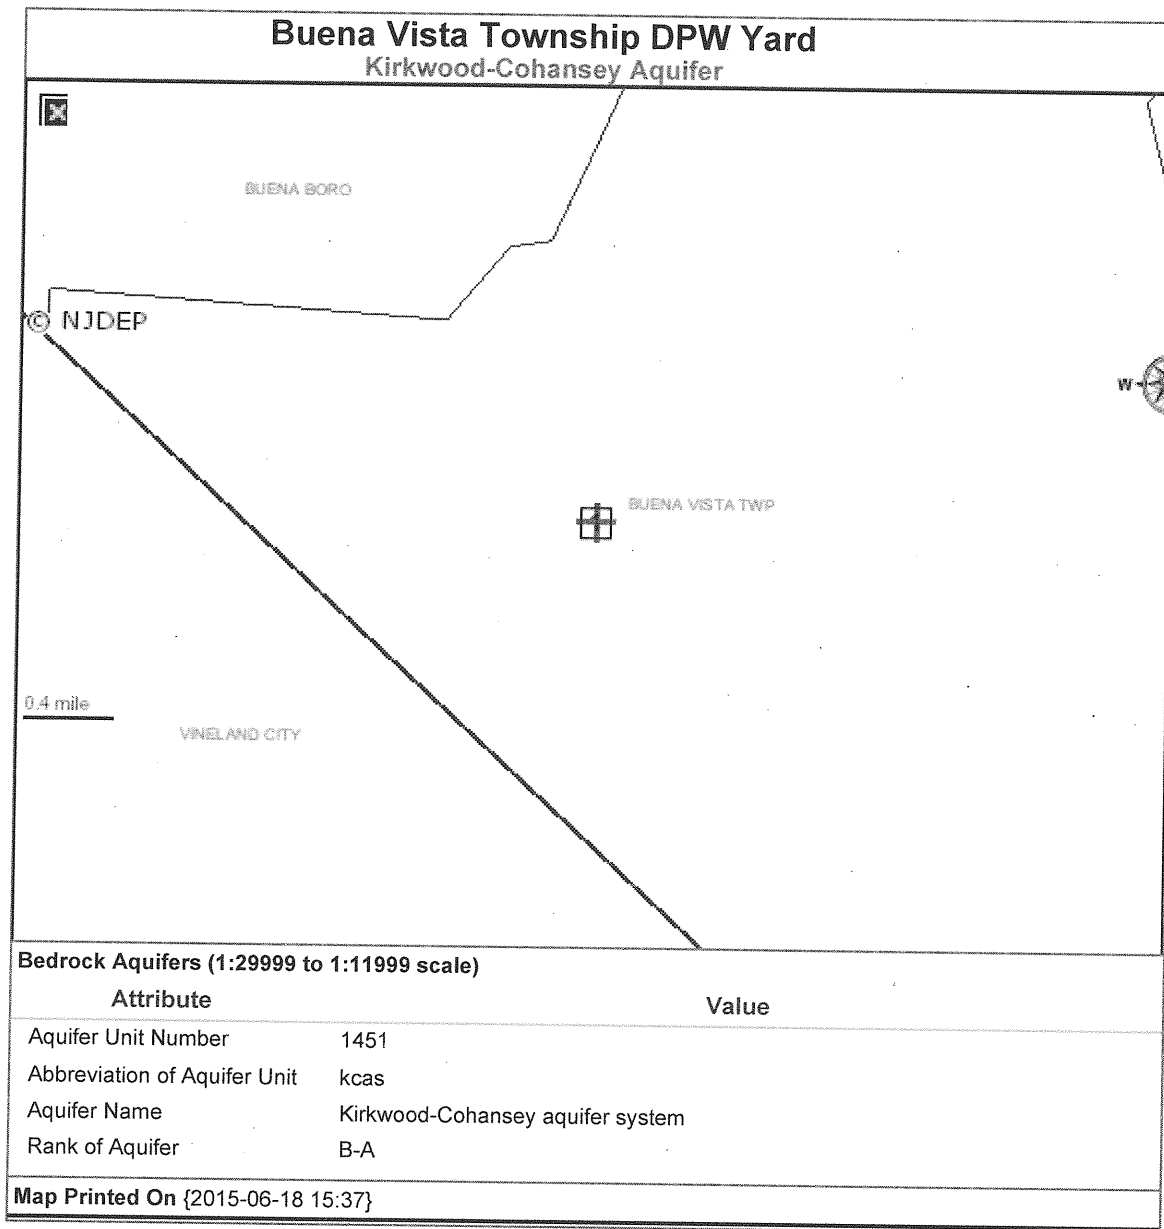 Buena Vista Township DPW Yard
Kirkwood-Cohansey Aquifer
BUENA BORO
© NJDEP
W
BUENA VISTA TWP
0.4 mile
VINELAND CITY
Bedrock Aquifers (1:29999 to 1:11999 scale)
Attribute Value
Aquifer Unit Number 1451
Abbreviation of Aquifer Unit kcas
Aquifer Name Kirkwood-Cohansey aquifer system
Rank of Aquifer B-A
Map Printed On {2015-06-18 15:37}